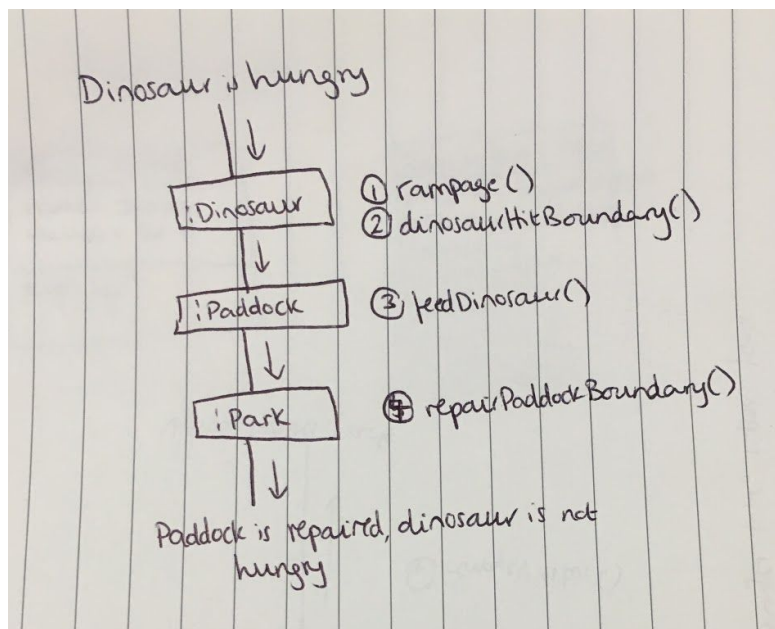 Dinosaur is hungry
:Dinosaur
① rampage()
② dinosaurHitBoundary()
:Paddock
③ feedDinosaur()
:Park
④ repairPaddockBoundary()
Paddock is repaired, dinosaur is not
hungry